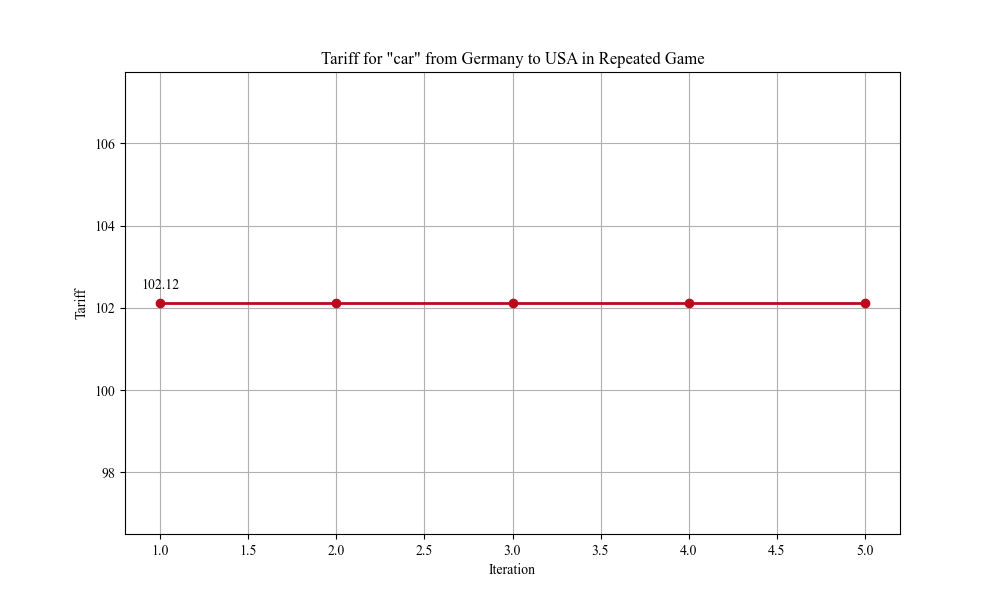 Tariff for "car" from Germany to USA in Repeated Game
106
104
102.12
Tariff
102
100
98
1.0 1.5 2.0 2.5 3.0 3.5 4.0 4.5 5.0
Iteration